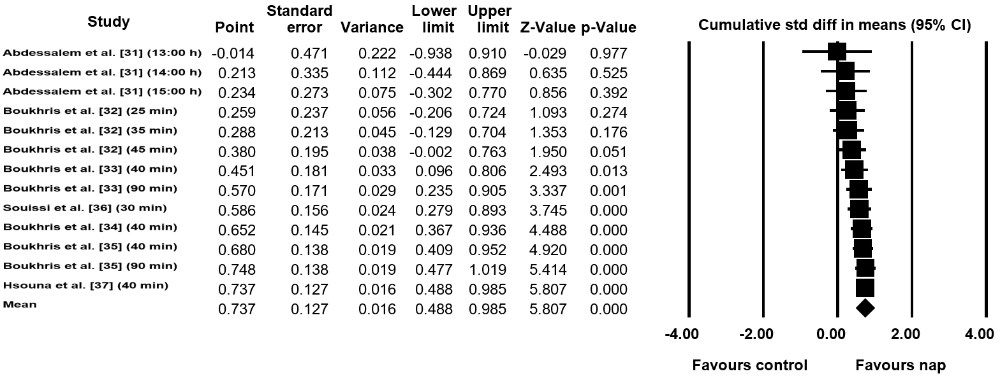 Study Point Standard error Variance Lower limit Upper limit Z-Value p-Value Cumulative std diff in means (95% CI)
Abdessalem et al. [31] (13:00 h) -0.014 0.471 0.222 -0.938 0.910 -0.029 0.977
Abdessalem et al. [31] (14:00 h) 0.213 0.335 0.112 -0.444 0.869 0.635 0.525
Abdessalem et al. [31] (15:00 h) 0.234 0.273 0.075 -0.302 0.770 0.856 0.392
Boukhris et al. [32] (25 min) 0.259 0.237 0.056 -0.206 0.724 1.093 0.274
Boukhris et al. [32] (35 min) 0.288 0.213 0.045 -0.129 0.704 1.353 0.176
Boukhris et al. [32] (45 min) 0.380 0.195 0.038 -0.002 0.763 1.950 0.051
Boukhris et al. [33] (40 min) 0.451 0.181 0.033 0.096 0.806 2.493 0.013
Boukhris et al. [33] (90 min) 0.570 0.171 0.029 0.235 0.905 3.337 0.001
Souissi et al. [36] (30 min) 0.586 0.156 0.024 0.279 0.893 3.745 0.000
Boukhris et al. [34] (40 min) 0.652 0.145 0.021 0.367 0.936 4.488 0.000
Boukhris et al. [35] (40 min) 0.680 0.138 0.019 0.409 0.952 4.920 0.000
Boukhris et al. [35] (90 min) 0.748 0.138 0.019 0.477 1.019 5.414 0.000
Hsouna et al. [37] (40 min) 0.737 0.127 0.016 0.488 0.985 5.807 0.000
Mean 0.737 0.127 0.016 0.488 0.985 5.807 0.000
-4.00 -2.00 0.00 2.00 4.00
Favours control Favours nap